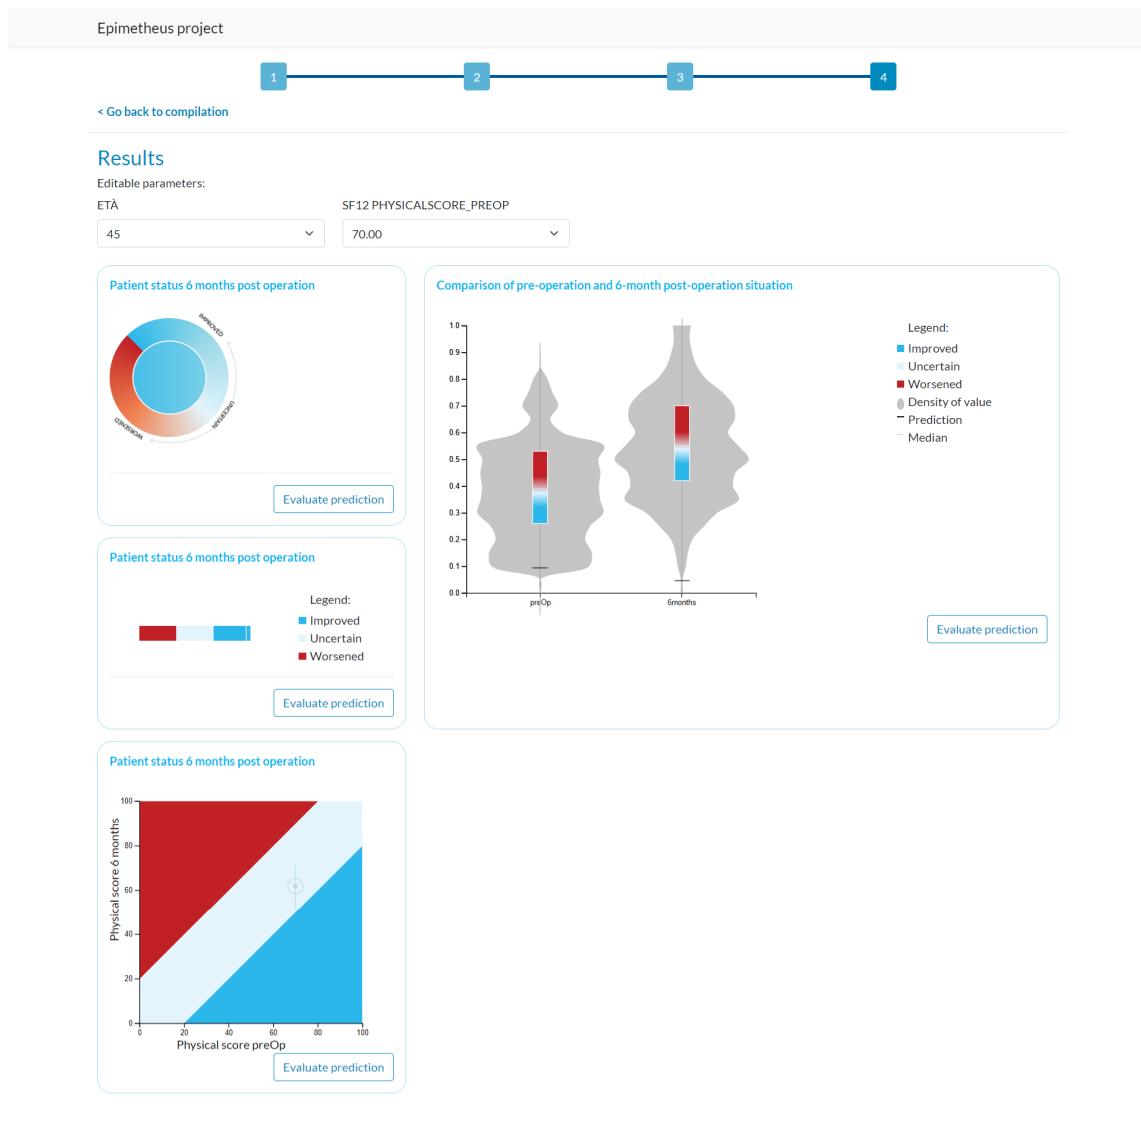 Epimetheus project
1 2 3 4
< Go back to compilation
Results
Editable parameters:
ETÀ
SF12 PHYSICALSCORE_PREOP
45
70.00
Patient status 6 months post operation
IMPROVED
UNCERTAIN
WORSENED
Evaluate prediction
Comparison of pre-operation and 6-month post-operation situation
1.0
0.9
0.8
0.7
0.6
0.5
0.4
0.3
0.2
0.1
0.0
preOp
6months
Legend:
Improved
Uncertain
Worsened
Density of value
Prediction
Median
Evaluate prediction
Patient status 6 months post operation
Legend:
Improved
Uncertain
Worsened
Evaluate prediction
Patient status 6 months post operation
Physical score 6 months
100
80
60
40
20
0
0 20 40 60 80 100
Physical score preOp
Evaluate prediction